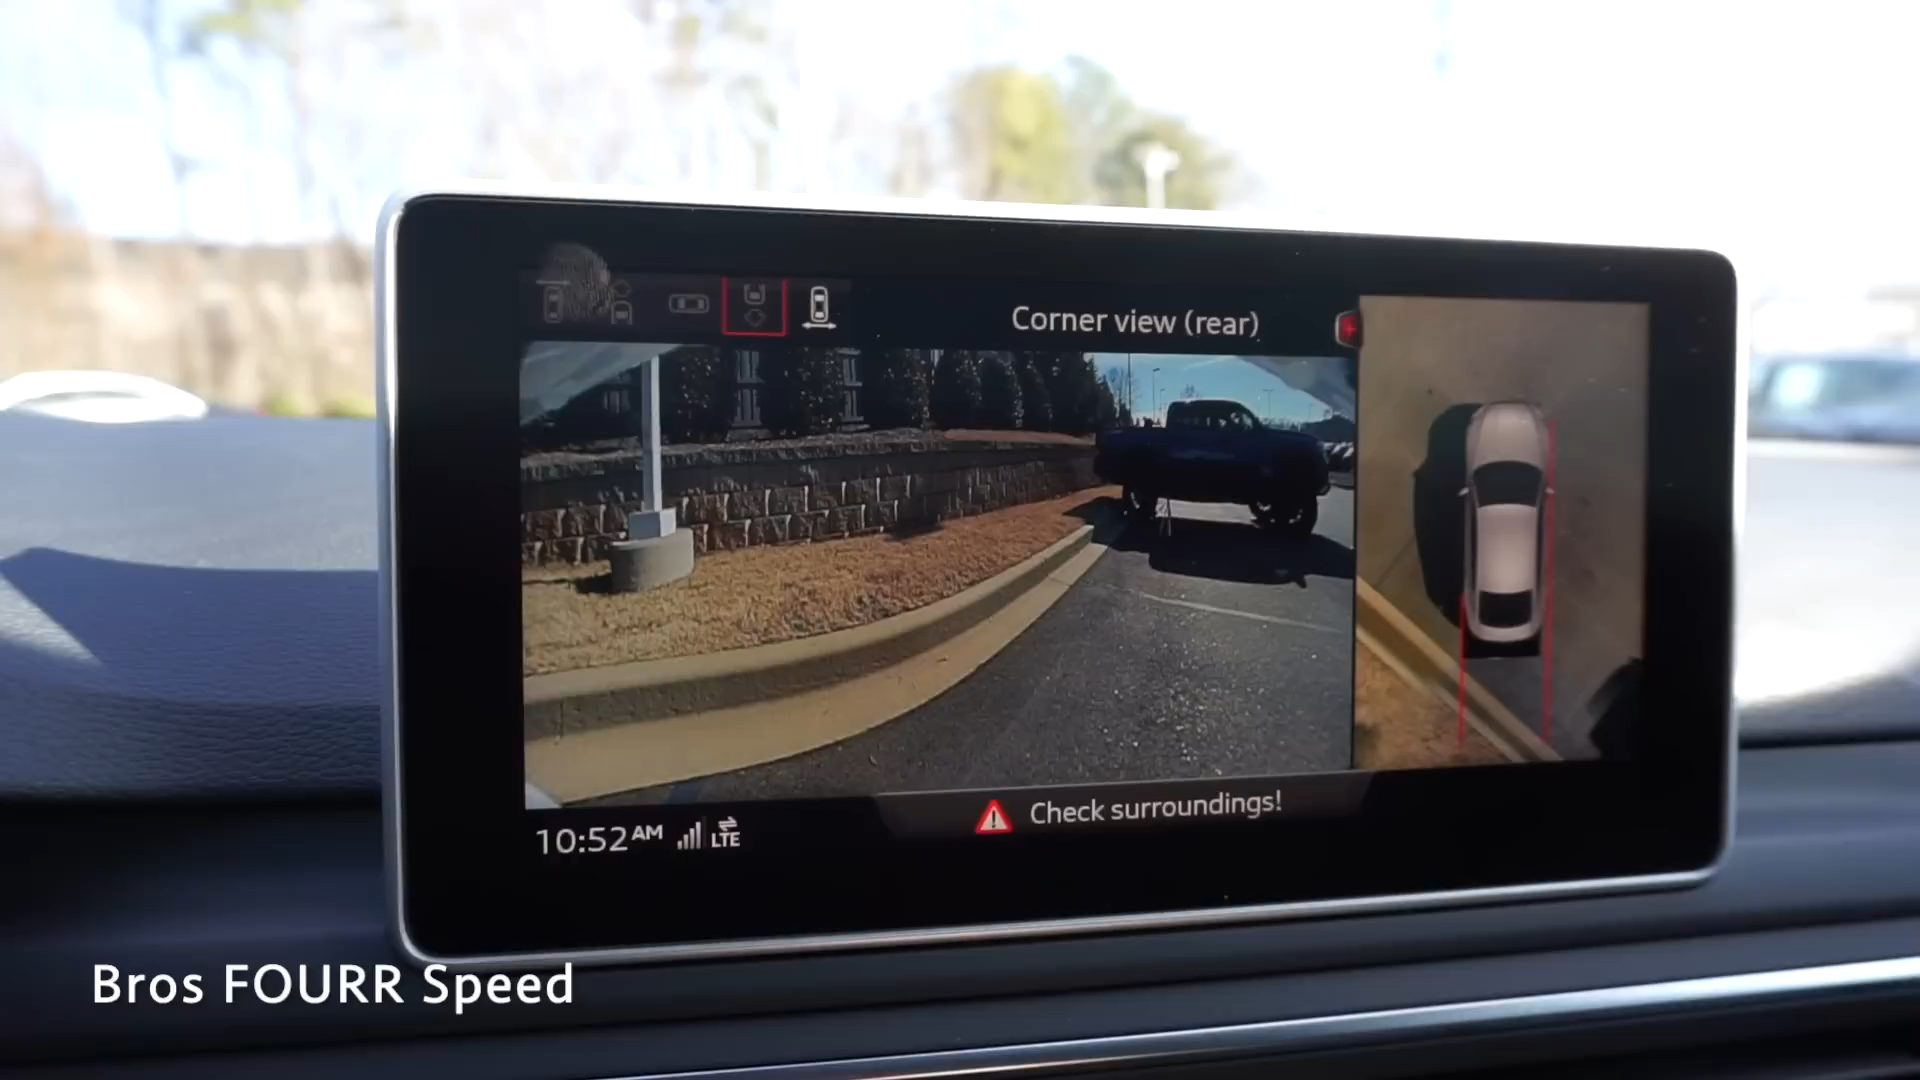 Corner view (rear)
Check surroundings!
10:52 AM LTE
Bros FOURR Speed